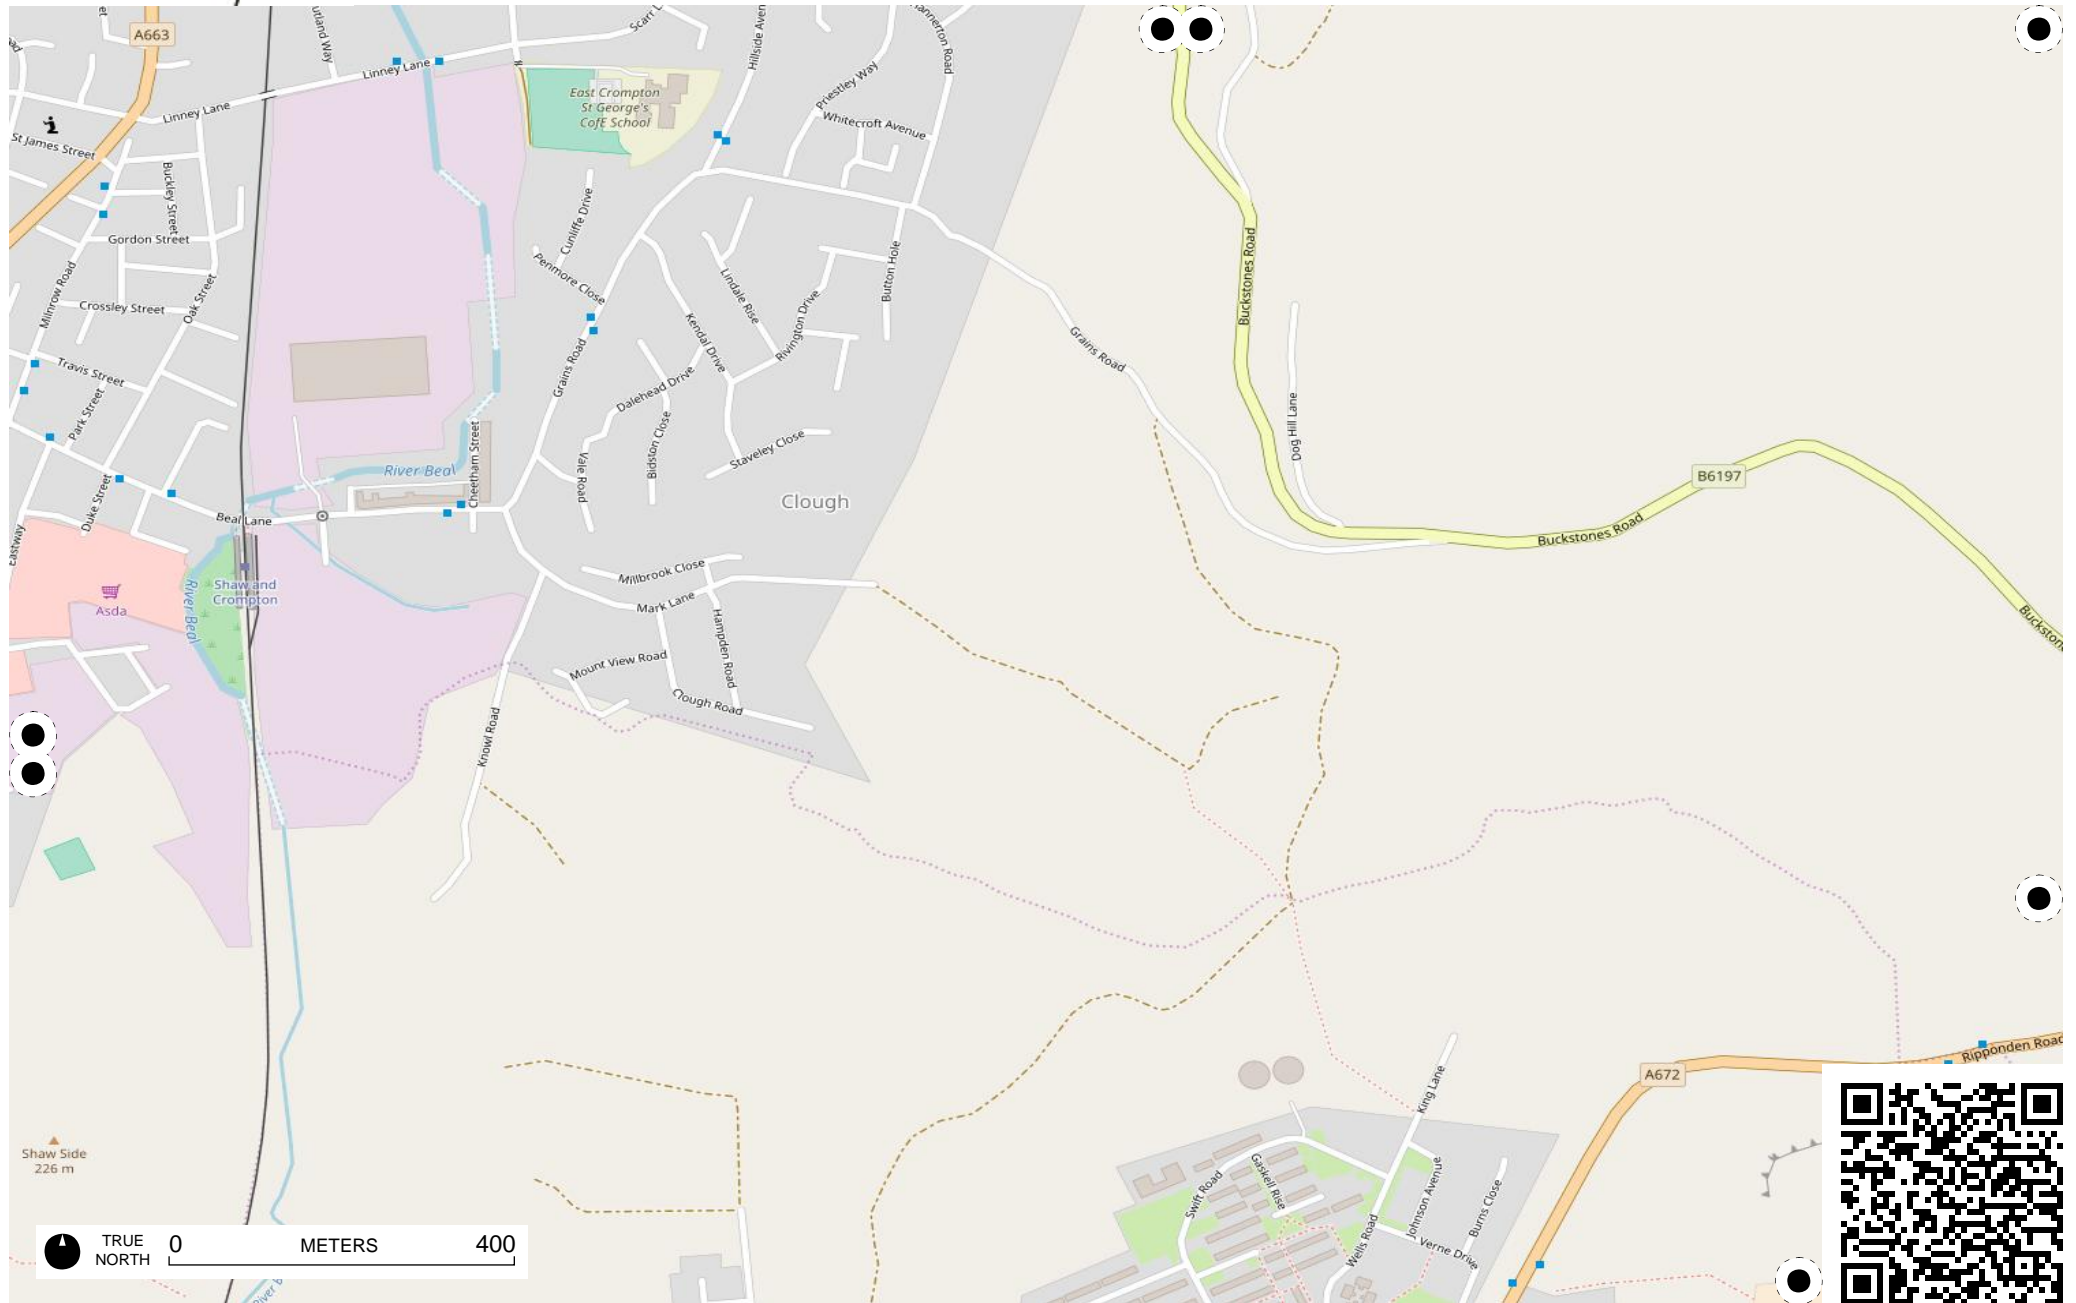 A663
Linney Lane
Linney Lane
St James Street
Buckley Street
Gordon Street
Milnrow Road
Crossley Street
Oak Street
Travis Street
Park Street
Duke Street
Beal Lane
Eastway
Asda
River Beal
Shaw and
Crompton
River Beal
Cheetham Street
East Crompton
St George's
CofE School
Hillside Aven
Priestley Way
Whitecroft Avenue
Cunliffe Drive
Penmore Close
Lindale Rise
Button Hole
Rivington Drive
Kendal Drive
Grains Road
Dalehead Drive
Bidston Close
Vale Road
Staveley Close
Clough
Millbrook Close
Mark Lane
Hampden Road
Mount View Road
Clough Road
Knowl Road
Grains Road
Buckstones Road
Dog Hill Lane
B6197
Buckstones Road
Buckston
A672
Ripponden Road
King Lane
Swift Road
Gaskell Rise
Johnson Avenue
Burns Close
Wells Road
Verne Drive
Shaw Side
226 m
TRUE
NORTH
0 METERS 400